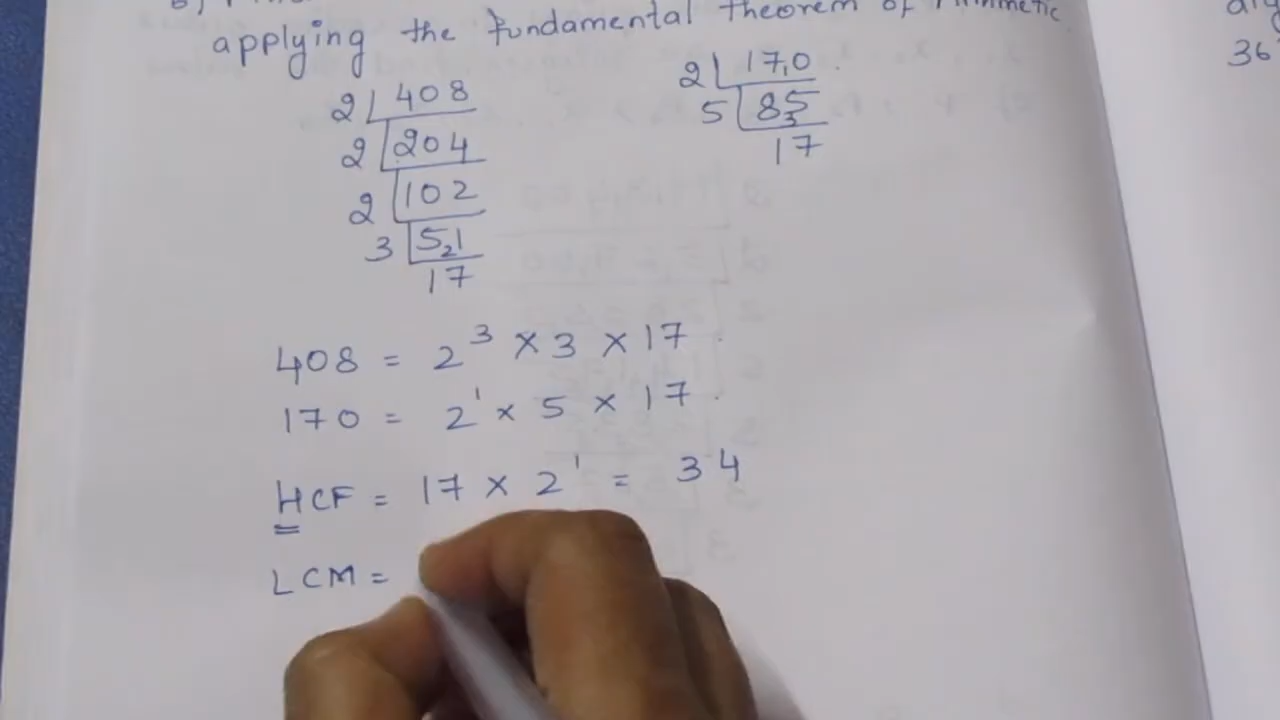 applying the fundamental theorem of
2 | 408
2 | 204
2 | 102
3 | 51
17
2 | 170
5 | 85
17
408 = 2³ × 3 × 17
170 = 2¹ × 5 × 17
HCF = 17 × 2¹ = 34
LCM =
36